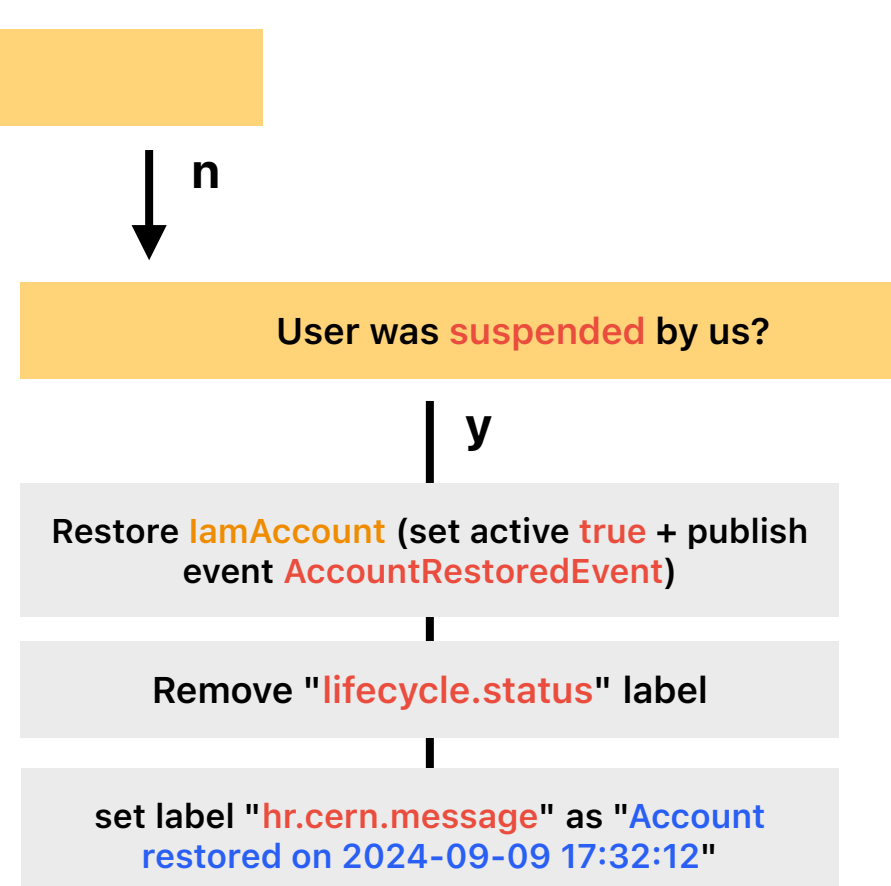 n
User was suspended by us?
y
Restore IamAccount (set active true + publish
event AccountRestoredEvent)
Remove "lifecycle.status" label
set label "hr.cern.message" as "Account
restored on 2024-09-09 17:32:12"